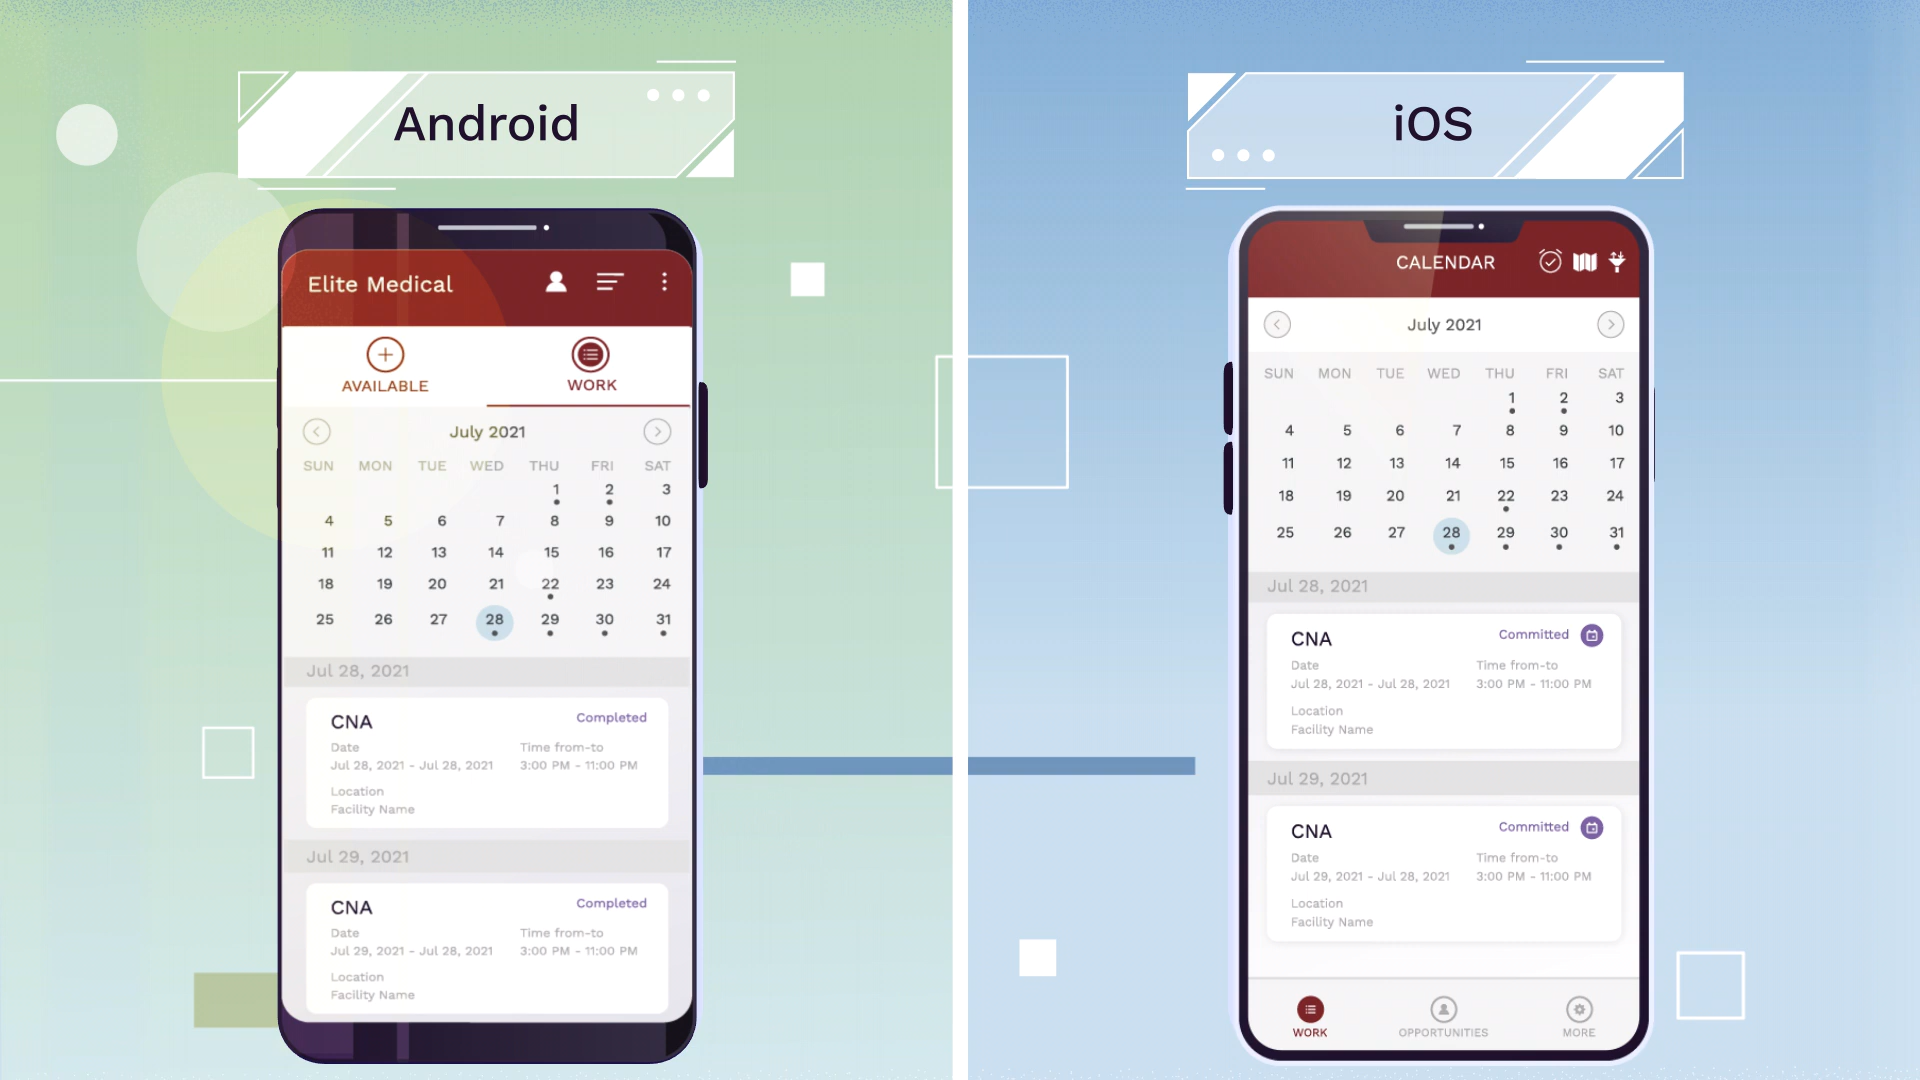 Android
Elite Medical
AVAILABLE
WORK
July 2021
SUN MON TUE WED THU FRI SAT
1 2 3
4 5 6 7 8 9 10
11 12 13 14 15 16 17
18 19 20 21 22 23 24
25 26 27 28 29 30 31
Jul 28, 2021
CNA Completed
Date Time from-to
Jul 28, 2021 - Jul 28, 2021 3:00 PM - 11:00 PM
Location
Facility Name
Jul 29, 2021
CNA Completed
Date Time from-to
Jul 29, 2021 - Jul 28, 2021 3:00 PM - 11:00 PM
Location
Facility Name
iOS
CALENDAR
July 2021
SUN MON TUE WED THU FRI SAT
1 2 3
4 5 6 7 8 9 10
11 12 13 14 15 16 17
18 19 20 21 22 23 24
25 26 27 28 29 30 31
Jul 28, 2021
CNA Committed
Date Time from-to
Jul 28, 2021 - Jul 28, 2021 3:00 PM - 11:00 PM
Location
Facility Name
Jul 29, 2021
CNA Committed
Date Time from-to
Jul 29, 2021 - Jul 28, 2021 3:00 PM - 11:00 PM
Location
Facility Name
WORK OPPORTUNITIES MORE